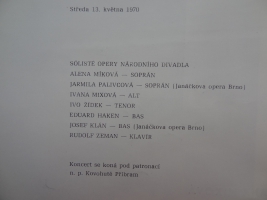 Středa 13. květen 1970
SOLISTÉ OPERY NÁRODNÍHO DIVADLA
ALENA MÍKOVÁ — SOPRÁN
JARMILA PALIVCOVÁ — SOPRÁN (Janáčkova opera Brno)
IVANA MIXOVÁ — ALT
IVO ŽÍDEK — TENOR
EDUARD HAKEN — BAS
JOSEF KLÁN — BAS (Janáčkova opera Brno)
RUDOLF ZEMAN — KLAVÍR
Koncert se koná pod patronací
n. p. Kovohutě Příbram